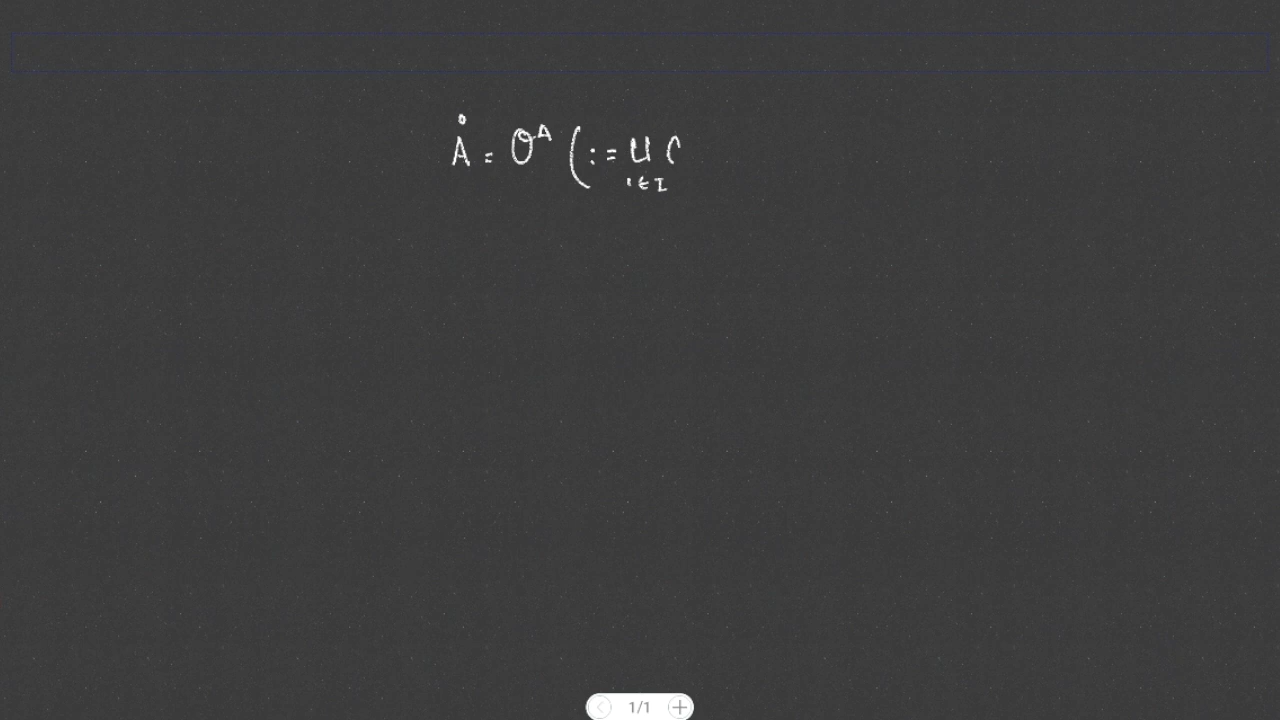 Å = O^A ( := ∪_{i∈I} (
1/1